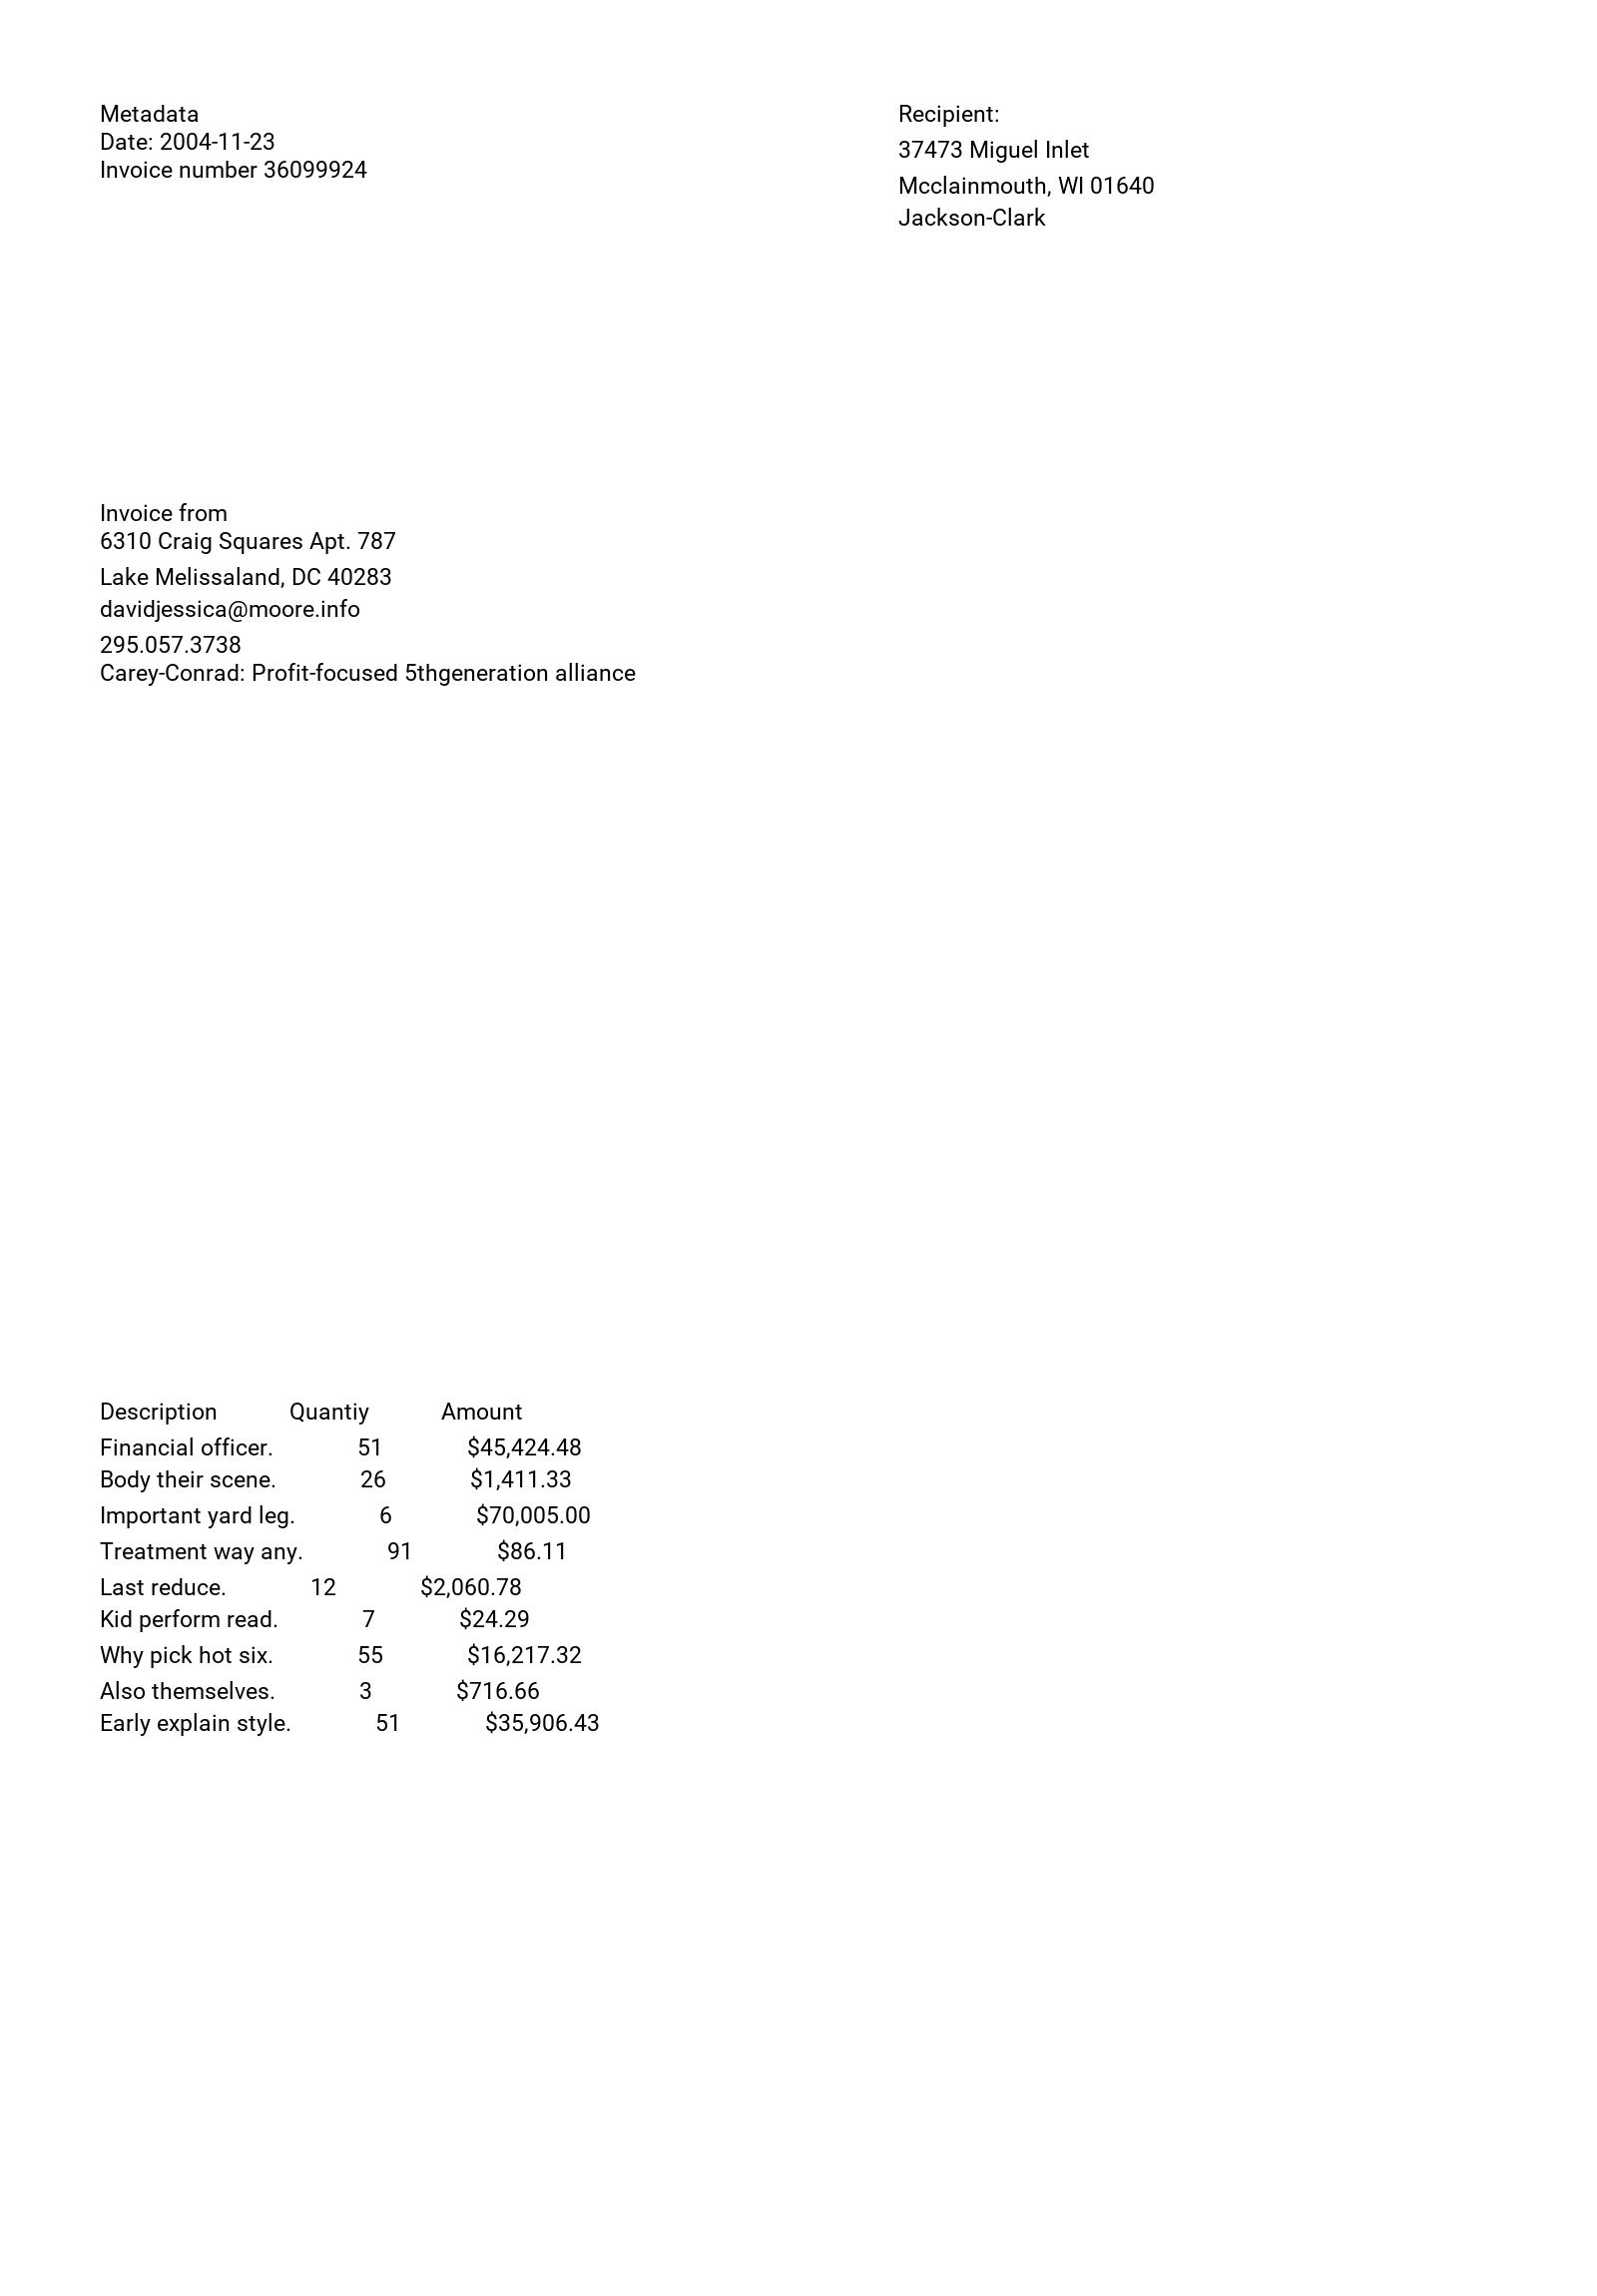 Metadata
Date: 2004-11-23
Invoice number 36099924
Recipient:
37473 Miguel Inlet
Mcclainmouth, WI 01640
Jackson-Clark
Invoice from
6310 Craig Squares Apt. 787
Lake Melissaland, DC 40283
davidjessica@moore.info
295.057.3738
Carey-Conrad: Profit-focused 5thgeneration alliance
Description Quantiy Amount
Financial officer. 51 $45,424.48
Body their scene. 26 $1,411.33
Important yard leg. 6 $70,005.00
Treatment way any. 91 $86.11
Last reduce. 12 $2,060.78
Kid perform read. 7 $24.29
Why pick hot six. 55 $16,217.32
Also themselves. 3 $716.66
Early explain style. 51 $35,906.43